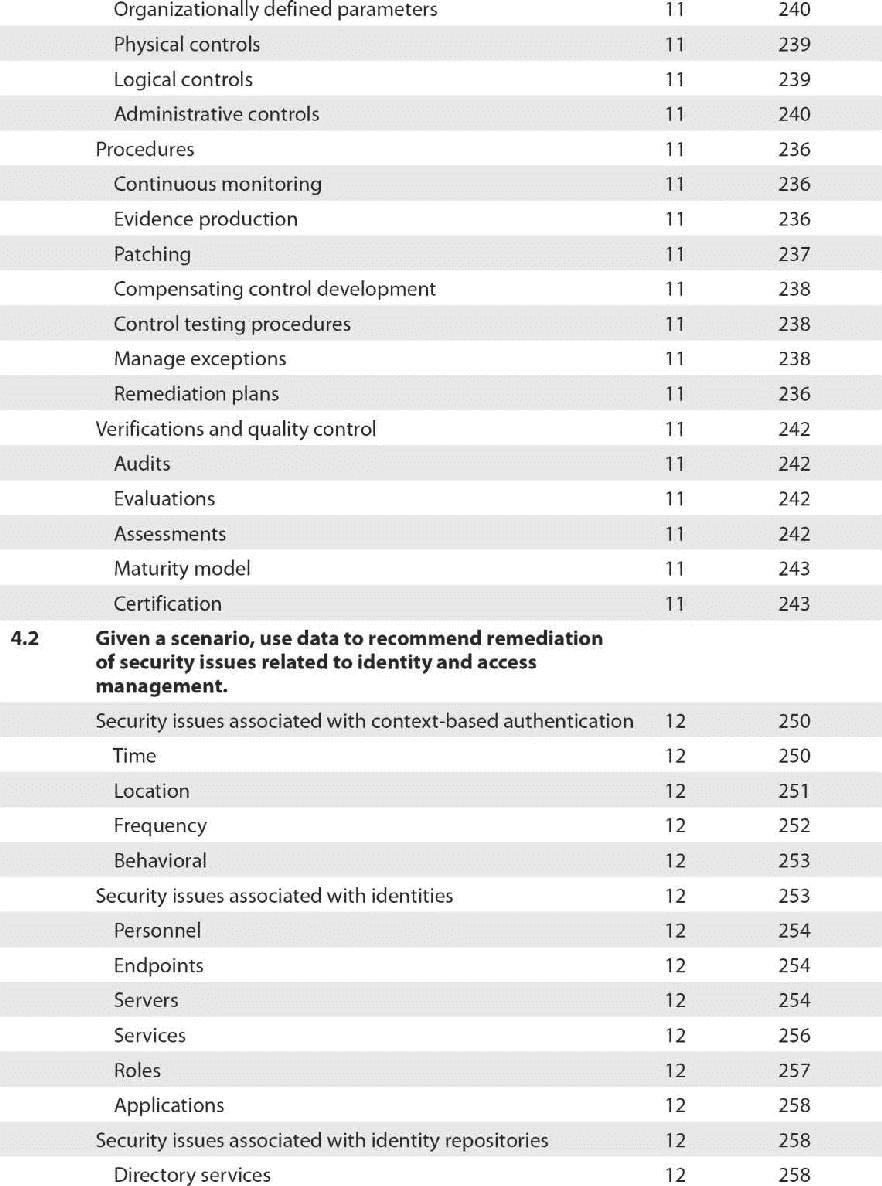 Organizationally defined parameters 11 240
Physical controls 11 239
Logical controls 11 239
Administrative controls 11 240
Procedures 11 236
Continuous monitoring 11 236
Evidence production 11 236
Patching 11 237
Compensating control development 11 238
Control testing procedures 11 238
Manage exceptions 11 238
Remediation plans 11 236
Verifications and quality control 11 242
Audits 11 242
Evaluations 11 242
Assessments 11 242
Maturity model 11 243
Certification 11 243
4.2 Given a scenario, use data to recommend remediation
of security issues related to identity and access
management.
Security issues associated with context-based authentication 12 250
Time 12 250
Location 12 251
Frequency 12 252
Behavioral 12 253
Security issues associated with identities 12 253
Personnel 12 254
Endpoints 12 254
Servers 12 254
Services 12 256
Roles 12 257
Applications 12 258
Security issues associated with identity repositories 12 258
Directory services 12 258